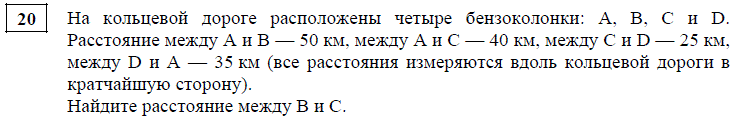 20
На кольцевой дороге расположены четыре бензоколонки: A, B, C и D.
Расстояние между A и B — 50 км, между A и C — 40 км, между C и D — 25 км,
между D и A — 35 км (все расстояния измеряются вдоль кольцевой дороги в
кратчайшую сторону).
Найдите расстояние между B и C.